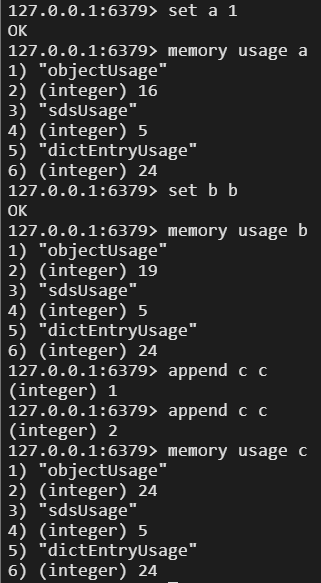 127.0.0.1:6379> set a 1
OK
127.0.0.1:6379> memory usage a
1) "objectUsage"
2) (integer) 16
3) "sdsUsage"
4) (integer) 5
5) "dictEntryUsage"
6) (integer) 24
127.0.0.1:6379> set b b
OK
127.0.0.1:6379> memory usage b
1) "objectUsage"
2) (integer) 19
3) "sdsUsage"
4) (integer) 5
5) "dictEntryUsage"
6) (integer) 24
127.0.0.1:6379> append c c
(integer) 1
127.0.0.1:6379> append c c
(integer) 2
127.0.0.1:6379> memory usage c
1) "objectUsage"
2) (integer) 24
3) "sdsUsage"
4) (integer) 5
5) "dictEntryUsage"
6) (integer) 24